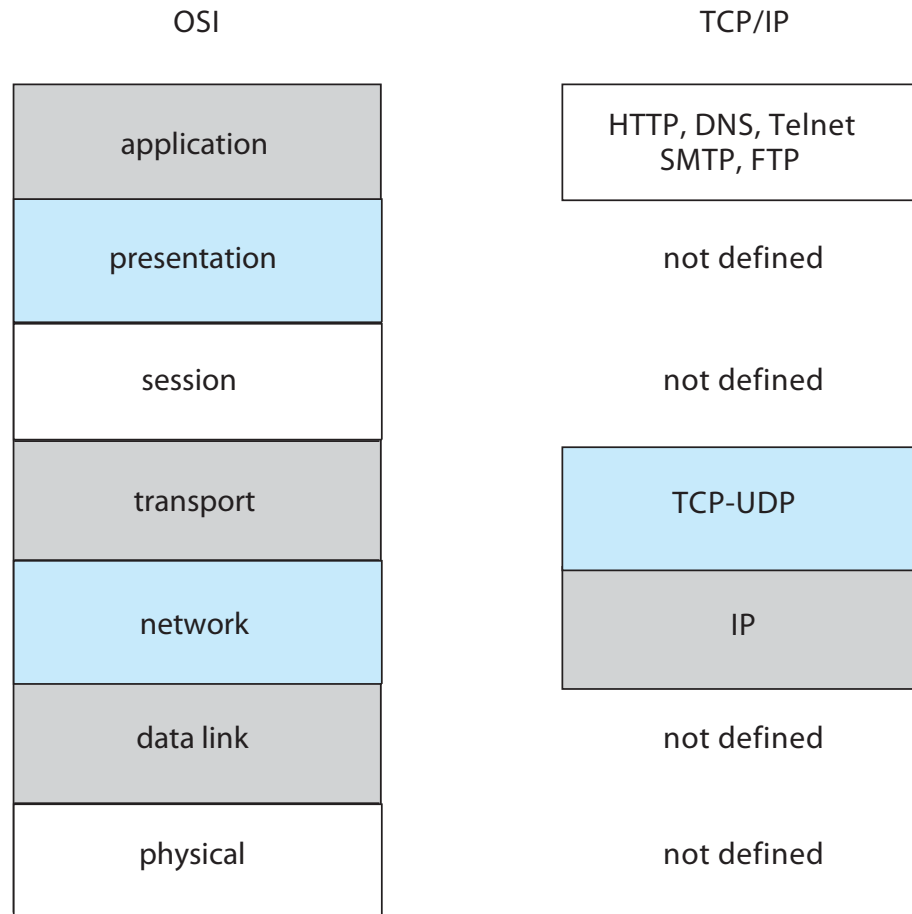 OSI TCP/IP
application HTTP, DNS, Telnet
SMTP, FTP
presentation not defined
session not defined
transport TCP-UDP
network IP
data link not defined
physical not defined